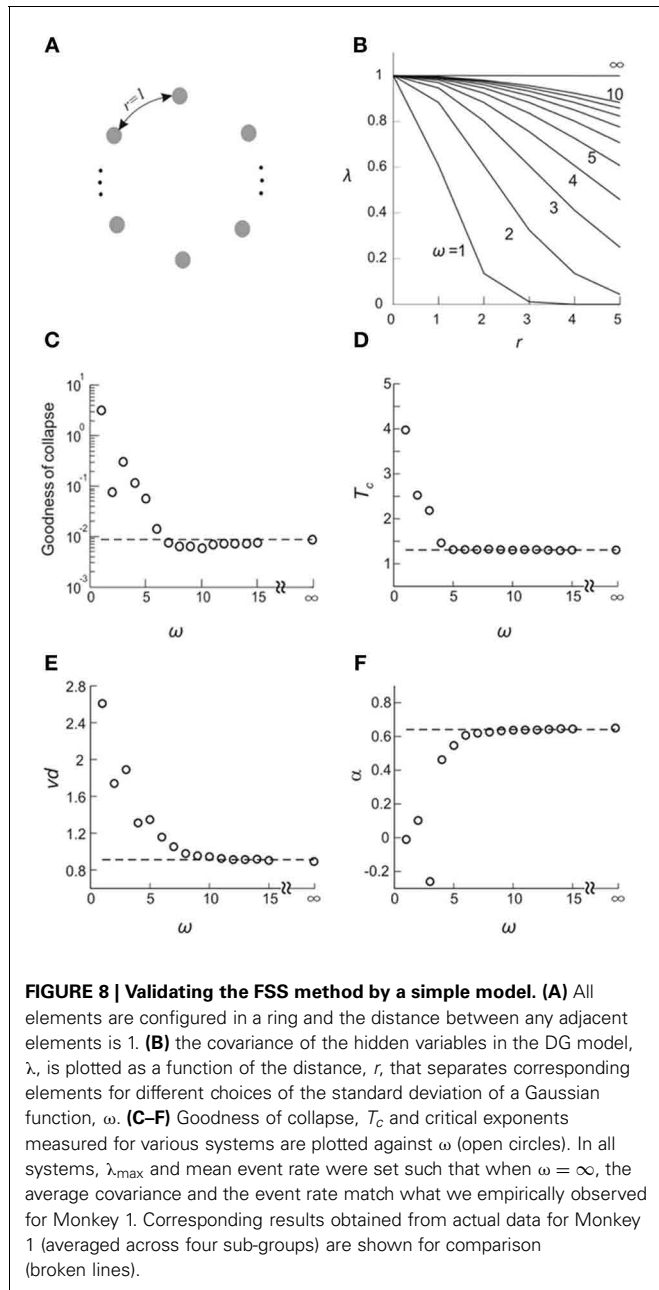 A
r=1
B
1
0.8
0.6
λ
0.4
0.2
0
∞
10
5
4
3
2
ω=1
0 1 2 3 4 5
r
C
Goodness of collapse
10^1
10^0
10^-1
10^-2
10^-3
0 5 10 15 ∞
ω
D
T_c
5
4
3
2
1
0 5 10 15 ∞
ω
E
vd
2.8
2.4
2
1.6
1.2
0.8
0 5 10 15 ∞
ω
F
α
0.8
0.6
0.4
0.2
0
-0.2
0 5 10 15 ∞
ω
FIGURE 8 | Validating the FSS method by a simple model. (A) All
elements are configured in a ring and the distance between any adjacent
elements is 1. (B) the covariance of the hidden variables in the DG model,
λ, is plotted as a function of the distance, r, that separates corresponding
elements for different choices of the standard deviation of a Gaussian
function, ω. (C–F) Goodness of collapse, T_c and critical exponents
measured for various systems are plotted against ω (open circles). In all
systems, λ_max and mean event rate were set such that when ω = ∞, the
average covariance and the event rate match what we empirically observed
for Monkey 1. Corresponding results obtained from actual data for Monkey
1 (averaged across four sub-groups) are shown for comparison
(broken lines).